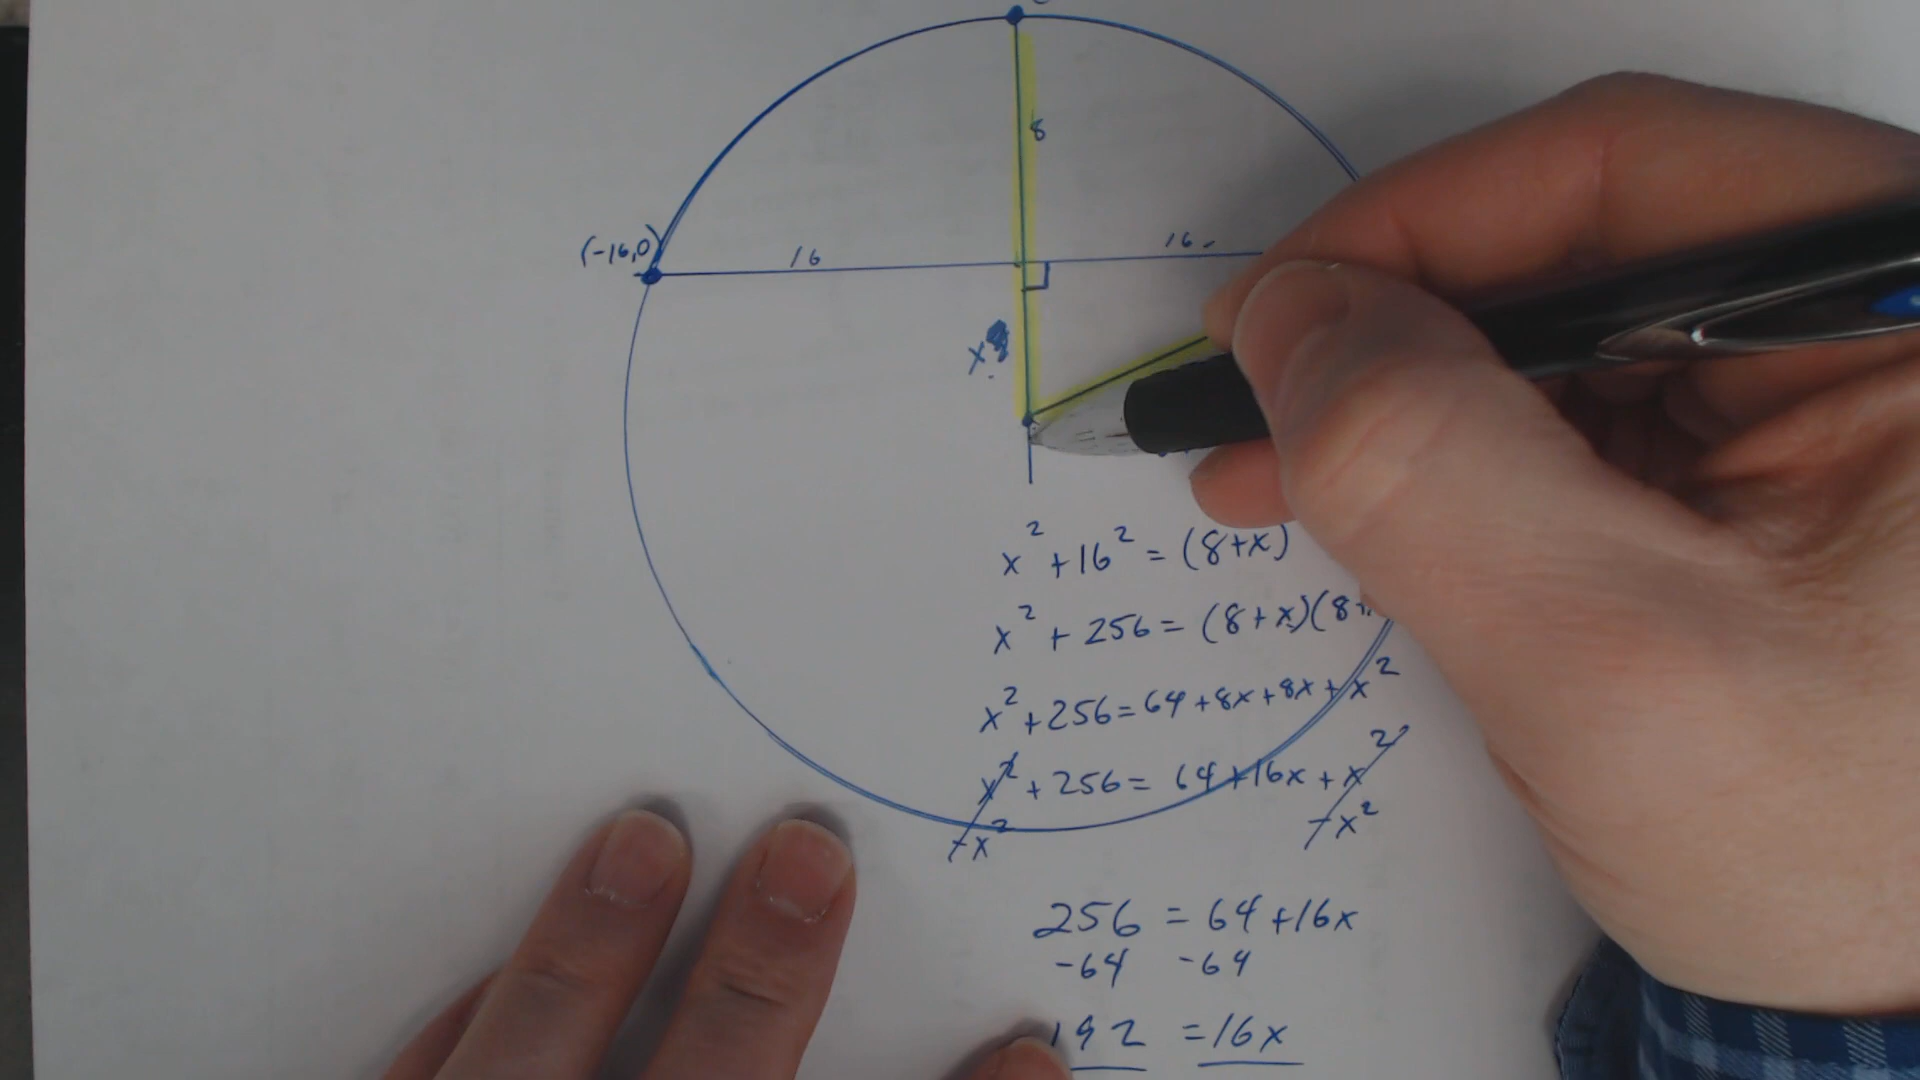 8
(-16,0)
16
16
x
x² + 16² = (8+x)
x² + 256 = (8+x)(8+
x² + 256 = 64 + 8x + 8x + x²
x² + 256 = 64 + 16x + x²
-x² -x²
256 = 64 + 16x
-64 -64
192 = 16x